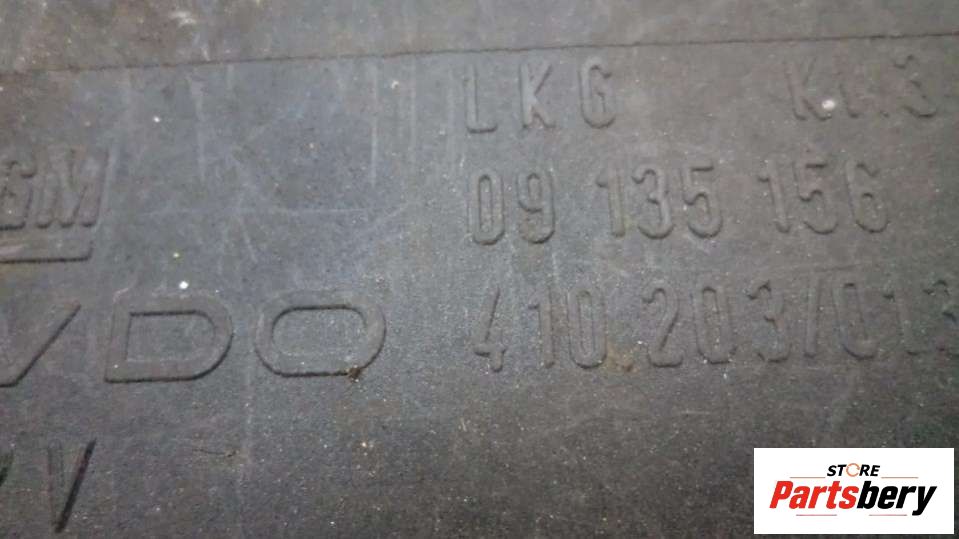 LKG
GM 09 135 156
VDO 410 203/013
V
STORE
Partsbery